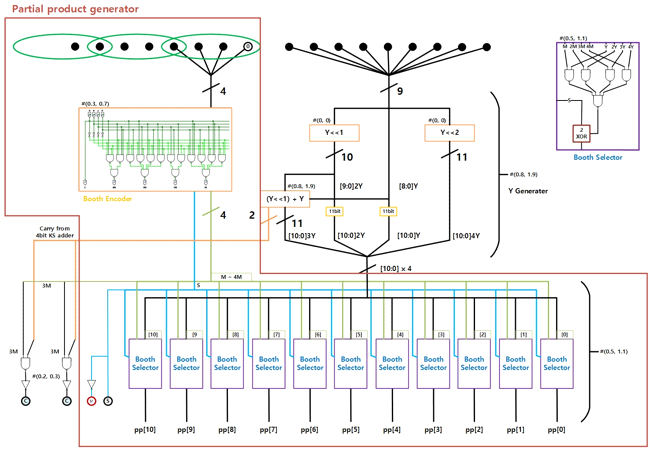 Partial product generator
#(0.5, 1.1)
M 2M 3M 4M Y 2Y 3Y 4Y
S
2
XOR
Booth Selector
0
4
9
#(0.3, 0.7)
Booth Encoder
#(0, 0)
#(0, 0)
Y<<1
Y<<2
10
11
#(0.8, 1.9)
Y Generater
#(0.8, 1.9)
(Y<<1) + Y
[9:0]2Y
[8:0]Y
4
2
11
11bit
11bit
[10:0]3Y
[10:0]2Y
[10:0]Y
[10:0]4Y
Carry from
4bit KS adder
[10:0] x 4
M ~ 4M
3M
S
[10]
[9
[8]
[7]
[6]
[5]
[4]
[3]
[2]
[1]
[0]
3M
3M
Booth Selector
Booth Selector
Booth Selector
Booth Selector
Booth Selector
Booth Selector
Booth Selector
Booth Selector
Booth Selector
Booth Selector
Booth Selector
#(0.5, 1.1)
#(0.2, 0.3)
C
C
S
pp[10]
pp[9]
pp[8]
pp[7]
pp[6]
pp[5]
pp[4]
pp[3]
pp[2]
pp[1]
pp[0]